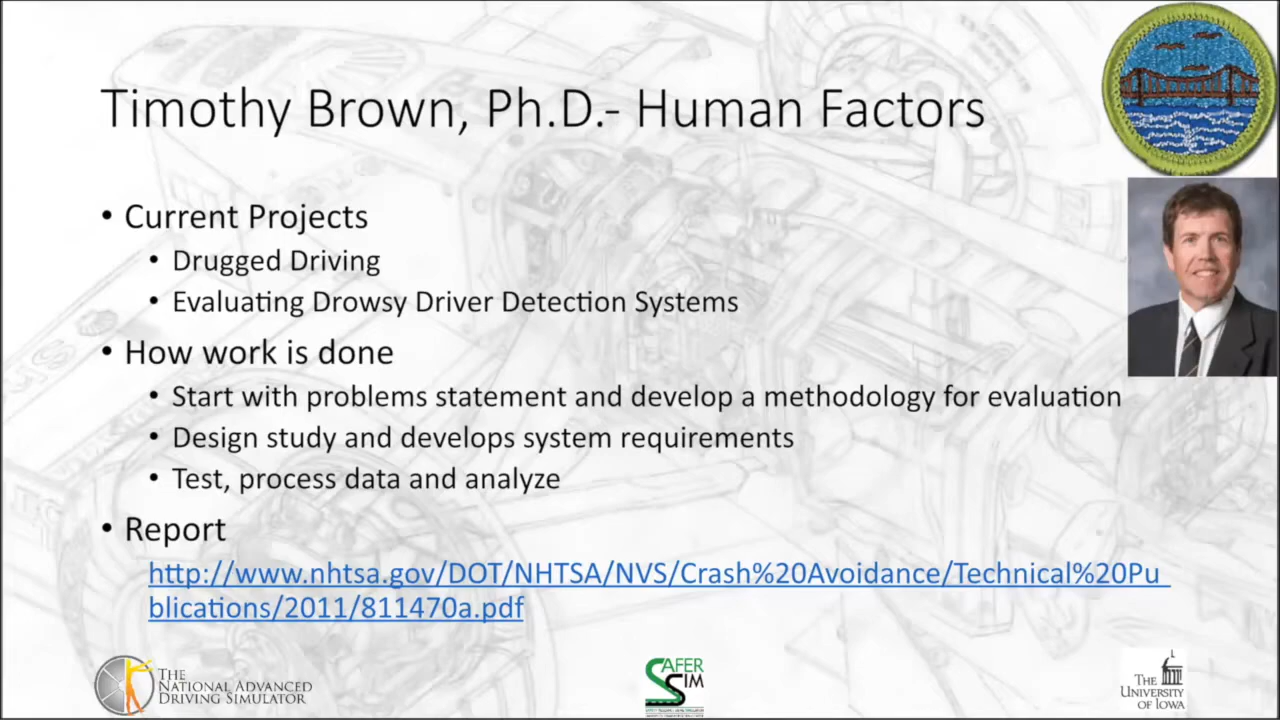 Timothy Brown, Ph.D.- Human Factors
• Current Projects
• Drugged Driving
• Evaluating Drowsy Driver Detection Systems
• How work is done
• Start with problems statement and develop a methodology for evaluation
• Design study and develops system requirements
• Test, process data and analyze
• Report
http://www.nhtsa.gov/DOT/NHTSA/NVS/Crash%20Avoidance/Technical%20Pu
blications/2011/811470a.pdf
THE
NATIONAL ADVANCED
DRIVING SIMULATOR
SAFER
SIM
THE
UNIVERSITY
OF IOWA